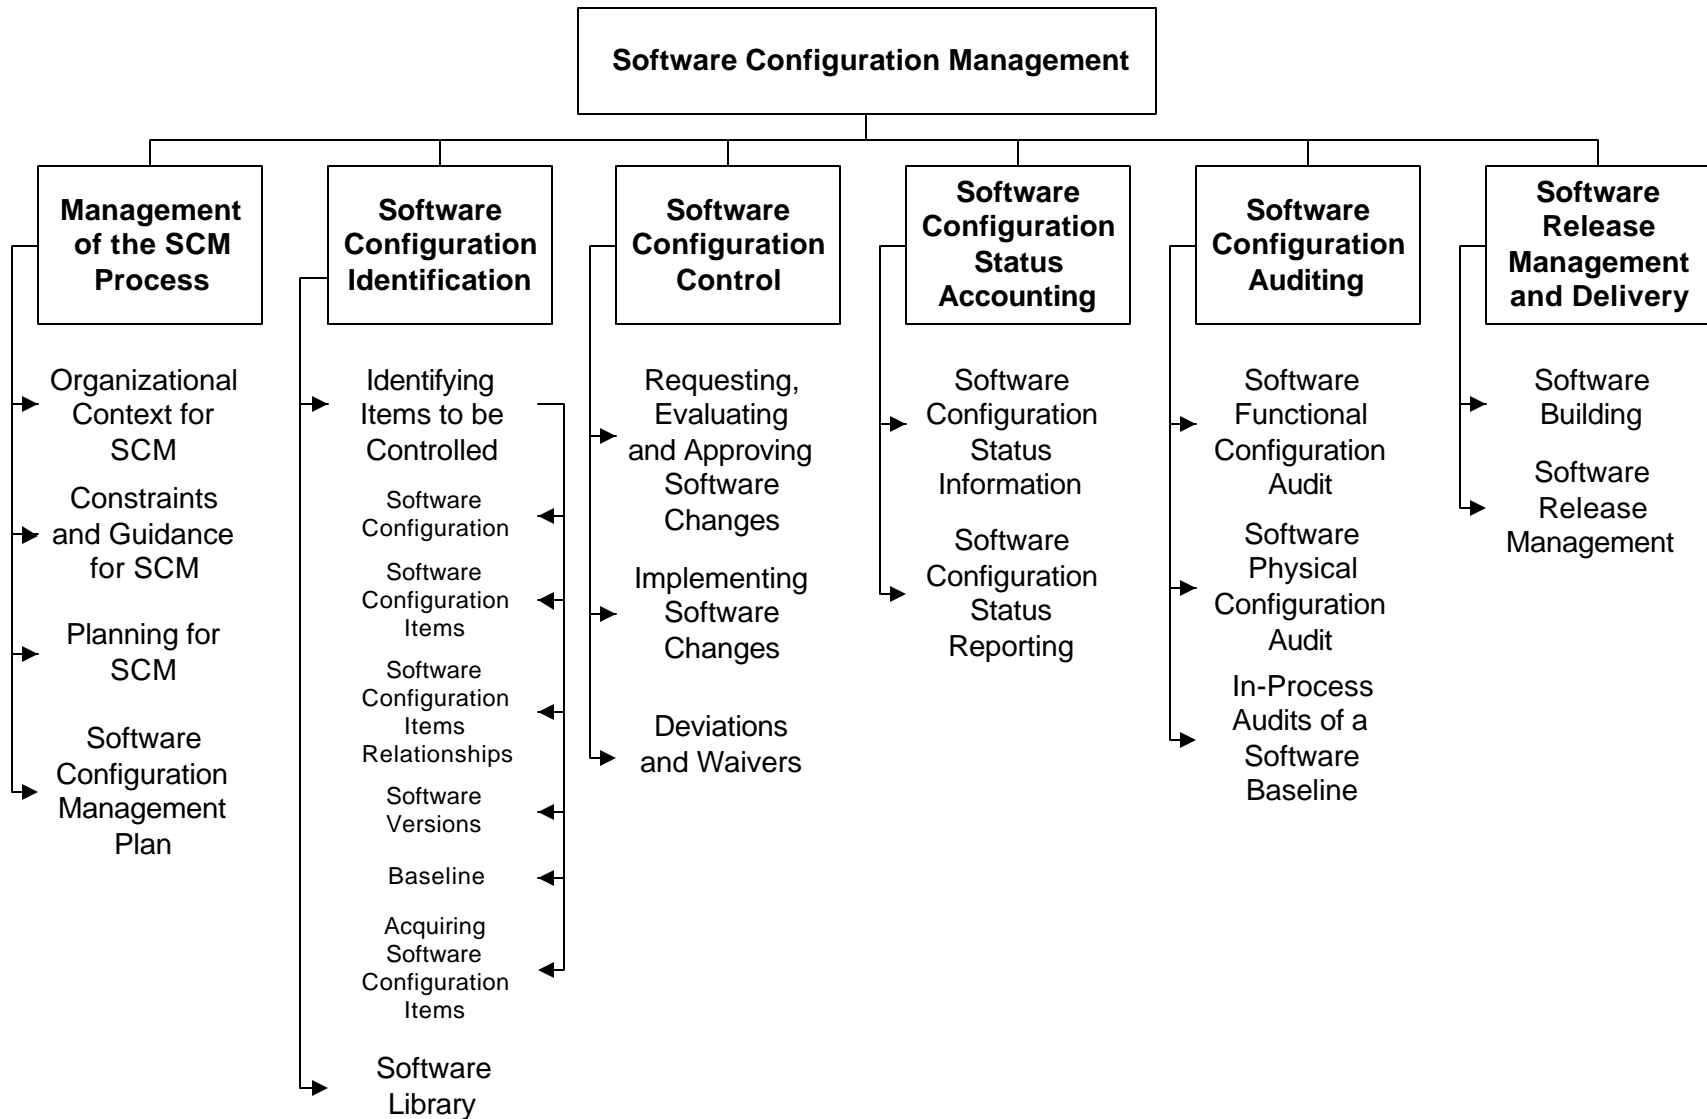 Software Configuration Management
Management
of the SCM
Process
Organizational
Context for
SCM
Constraints
and Guidance
for SCM
Planning for
SCM
Software
Configuration
Management
Plan
Software
Configuration
Identification
Identifying
Items to be
Controlled
Software
Configuration
Software
Configuration
Items
Software
Configuration
Items
Relationships
Software
Versions
Baseline
Acquiring
Software
Configuration
Items
Software
Library
Software
Configuration
Control
Requesting,
Evaluating
and Approving
Software
Changes
Implementing
Software
Changes
Deviations
and Waivers
Software
Configuration
Status
Accounting
Software
Configuration
Status
Information
Software
Configuration
Status
Reporting
Software
Configuration
Auditing
Software
Functional
Configuration
Audit
Software
Physical
Configuration
Audit
In-Process
Audits of a
Software
Baseline
Software
Release
Management
and Delivery
Software
Building
Software
Release
Management